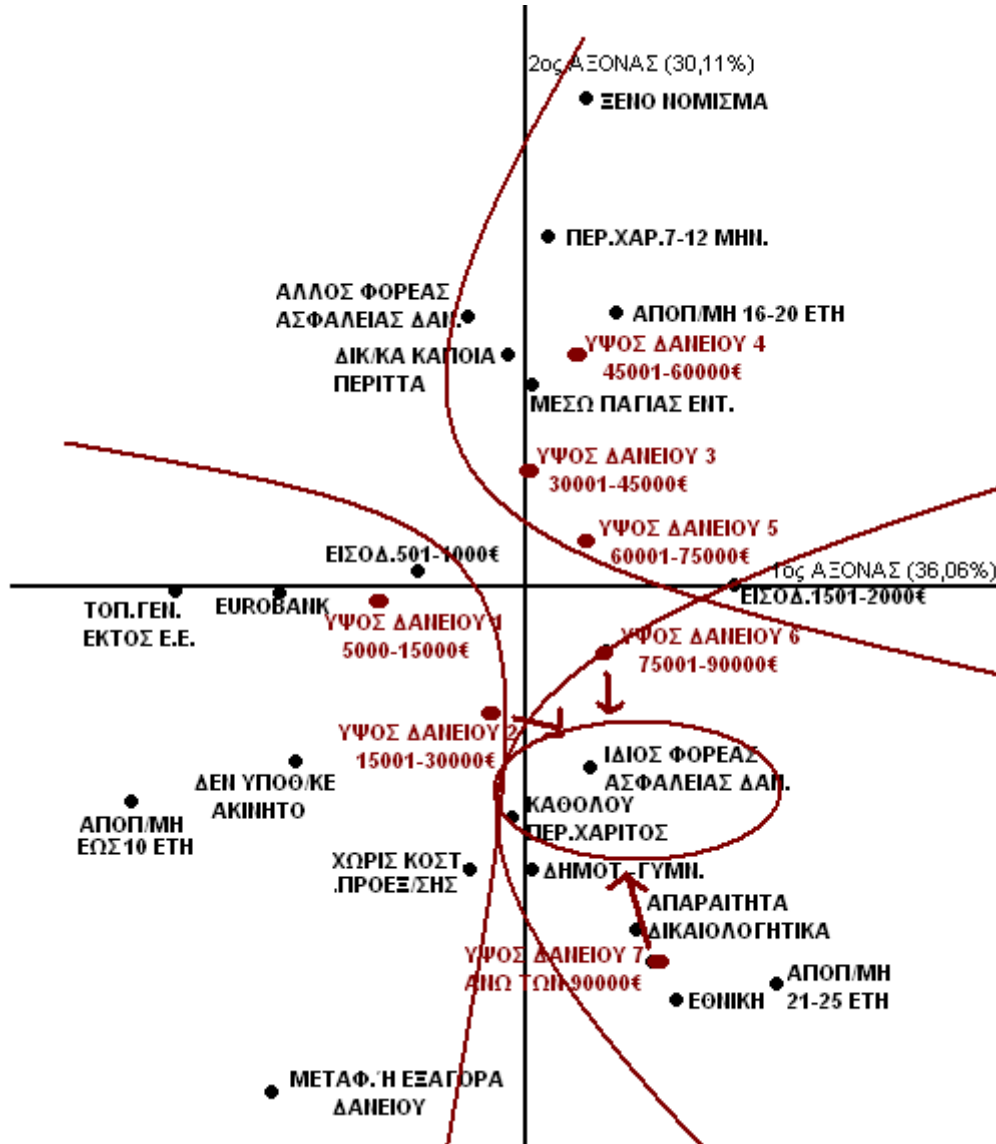 2ος ΑΞΟΝΑΣ (30,11%)
ΞΕΝΟ ΝΟΜΙΣΜΑ
ΠΕΡ.ΧΑΡ.7-12 ΜΗΝ.
ΑΛΛΟΣ ΦΟΡΕΑΣ
ΑΣΦΑΛΕΙΑΣ ΔΑΝ.
ΑΠΟΠ/ΜΗ 16-20 ΕΤΗ
ΥΨΟΣ ΔΑΝΕΙΟΥ 4
45001-60000€
ΔΙΚ/ΚΑ ΚΑΠΟΙΑ
ΠΕΡΙΤΤΑ
ΜΕΣΩ ΠΑΓΙΑΣ ΕΝΤ.
ΥΨΟΣ ΔΑΝΕΙΟΥ 3
30001-45000€
ΥΨΟΣ ΔΑΝΕΙΟΥ 5
60001-75000€
ΕΙΣΟΔ.501-1000€
1ος ΑΞΟΝΑΣ (36,06%)
ΕΙΣΟΔ.1501-2000€
ΤΟΠ.ΓΕΝ.
ΕΚΤΟΣ Ε.Ε.
EUROBANK
ΥΨΟΣ ΔΑΝΕΙΟΥ 1
5000-15000€
ΥΨΟΣ ΔΑΝΕΙΟΥ 6
75001-90000€
ΥΨΟΣ ΔΑΝΕΙΟΥ 2
15001-30000€
ΙΔΙΟΣ ΦΟΡΕΑΣ
ΑΣΦΑΛΕΙΑΣ ΔΑΝ.
ΔΕΝ ΥΠΟΘ/ΚΕ
ΑΚΙΝΗΤΟ
ΑΠΟΠ/ΜΗ
ΕΩΣ 10 ΕΤΗ
ΚΑΘΟΛΟΥ
ΠΕΡ.ΧΑΡΙΤΟΣ
ΧΩΡΙΣ ΚΟΣΤ
.ΠΡΟΕΞ/ΣΗΣ
ΔΗΜΟΤ.-ΓΥΜΝ.
ΑΠΑΡΑΙΤΗΤΑ
ΔΙΚΑΙΟΛΟΓΗΤΙΚΑ
ΥΨΟΣ ΔΑΝΕΙΟΥ 7
ΑΝΩ ΤΩΝ 90000€
ΑΠΟΠ/ΜΗ
21-25 ΕΤΗ
ΕΘΝΙΚΗ
ΜΕΤΑΦ.Ή ΕΞΑΓΟΡΑ
ΔΑΝΕΙΟΥ